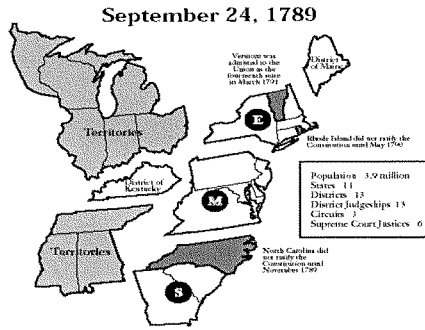 September 24, 1789
Vermont was
admitted to the
Union as the
fourteenth state
in March 1791
District
of Maine
E
Territories
Rhode Island did not ratify the
Constitution until May 1790
District of
Kentucky
Population 3.9 million
States 11
Districts 13
District Judgeships 13
Circuits 3
Supreme Court Justices 6
M
Territories
North Carolina did
not ratify the
Constitution until
November 1789
S